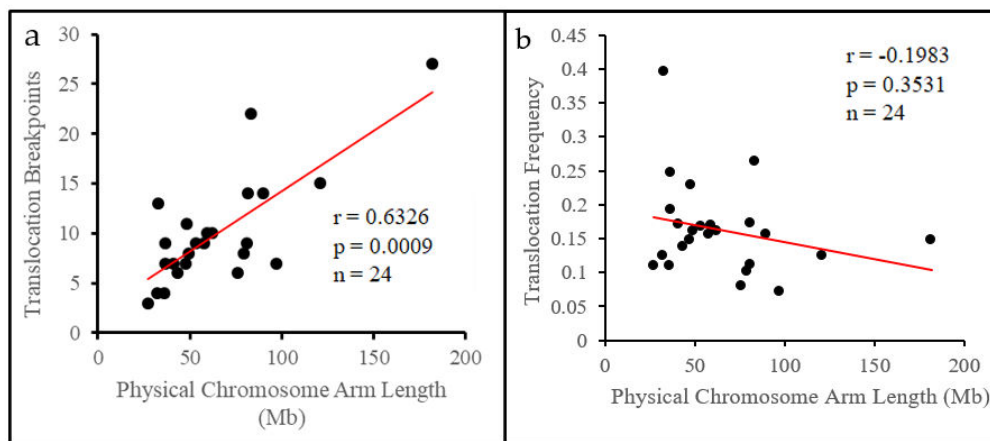 a
30
25
20
15
10
5
0
Translocation Breakpoints
r = 0.6326
p = 0.0009
n = 24
0 50 100 150 200
Physical Chromosome Arm Length
(Mb)
b
0.45
0.4
0.35
0.3
0.25
0.2
0.15
0.1
0.05
0
Translocation Frequency
r = -0.1983
p = 0.3531
n = 24
0 50 100 150 200
Physical Chromosome Arm Length (Mb)